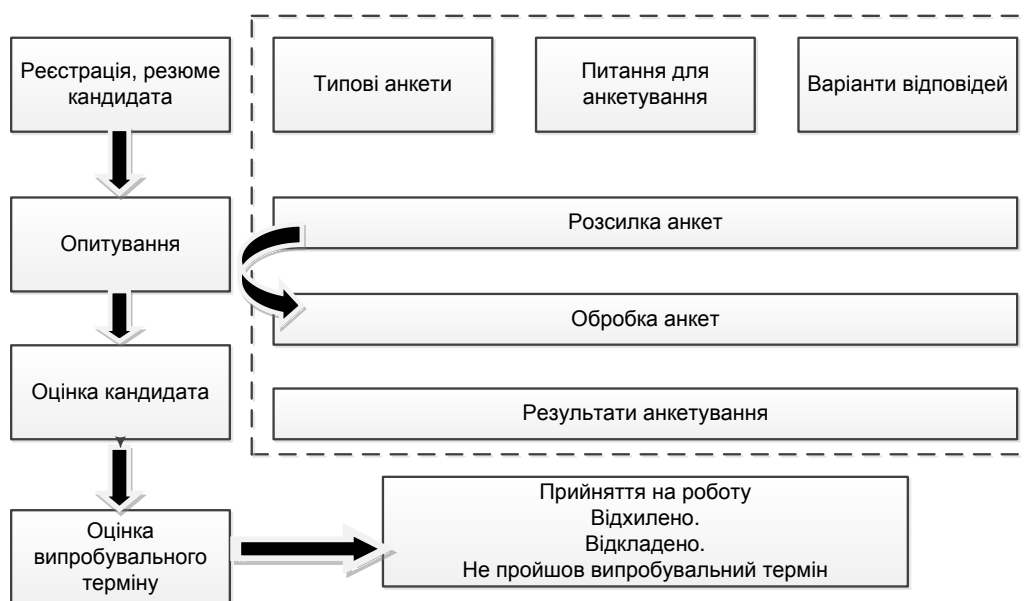 Реєстрація, резюме
кандидата
Типові анкети
Питання для
анкетування
Варіанти відповідей
Опитування
Розсилка анкет
Обробка анкет
Оцінка кандидата
Результати анкетування
Оцінка
випробувального
терміну
Прийняття на роботу
Відхилено.
Відкладено.
Не пройшов випробувальний термін